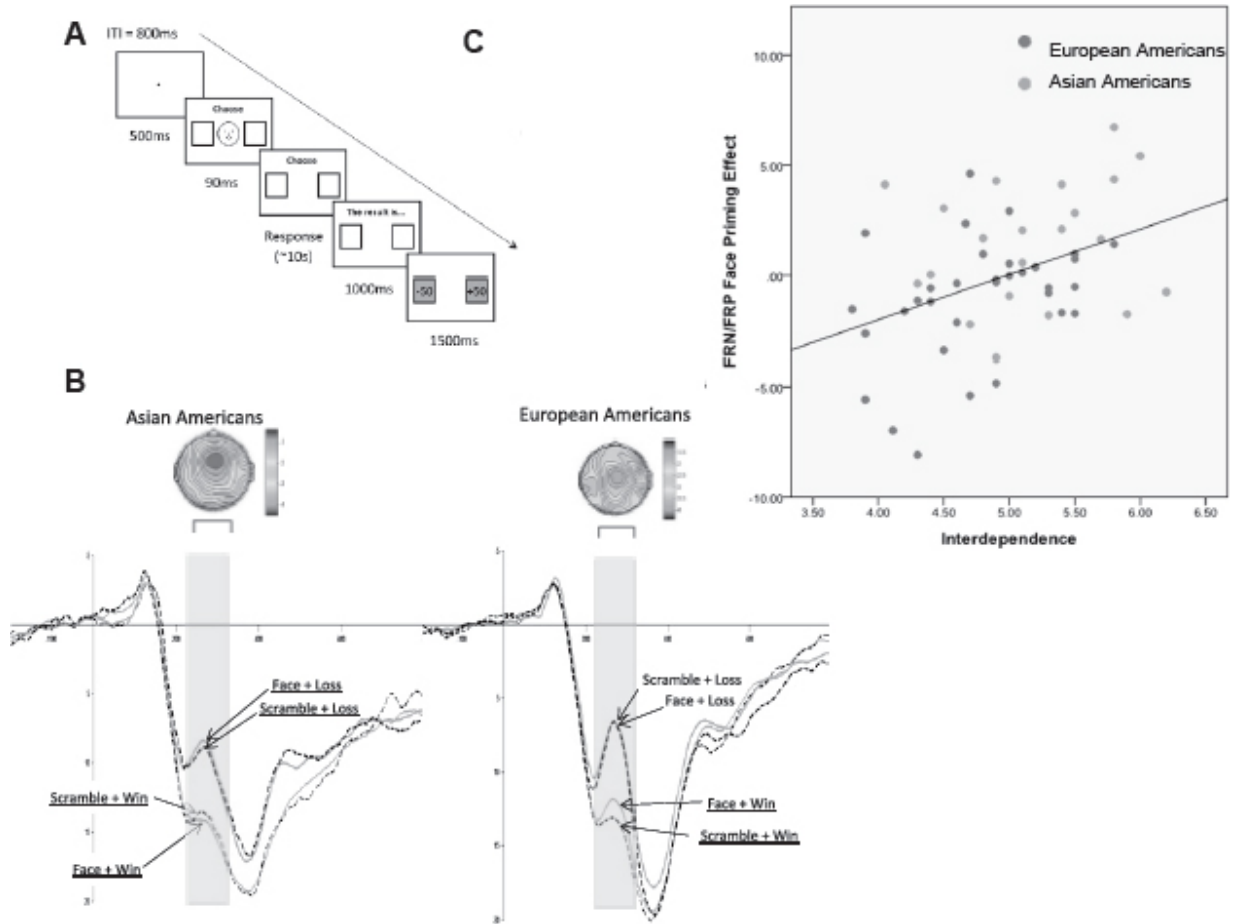 A
ITI = 800ms
500ms
Choose
90ms
Choose
Response
(~10s)
The result is...
1000ms
-50
+50
1500ms
B
Asian Americans
European Americans
Face + Loss
Scramble + Loss
Scramble + Win
Face + Win
Scramble + Loss
Face + Loss
Face + Win
Scramble + Win
C
European Americans
Asian Americans
FRN/FRP Face Priming Effect
10.00
5.00
.00
-5.00
-10.00
3.50 4.00 4.50 5.00 5.50 6.00 6.50
Interdependence